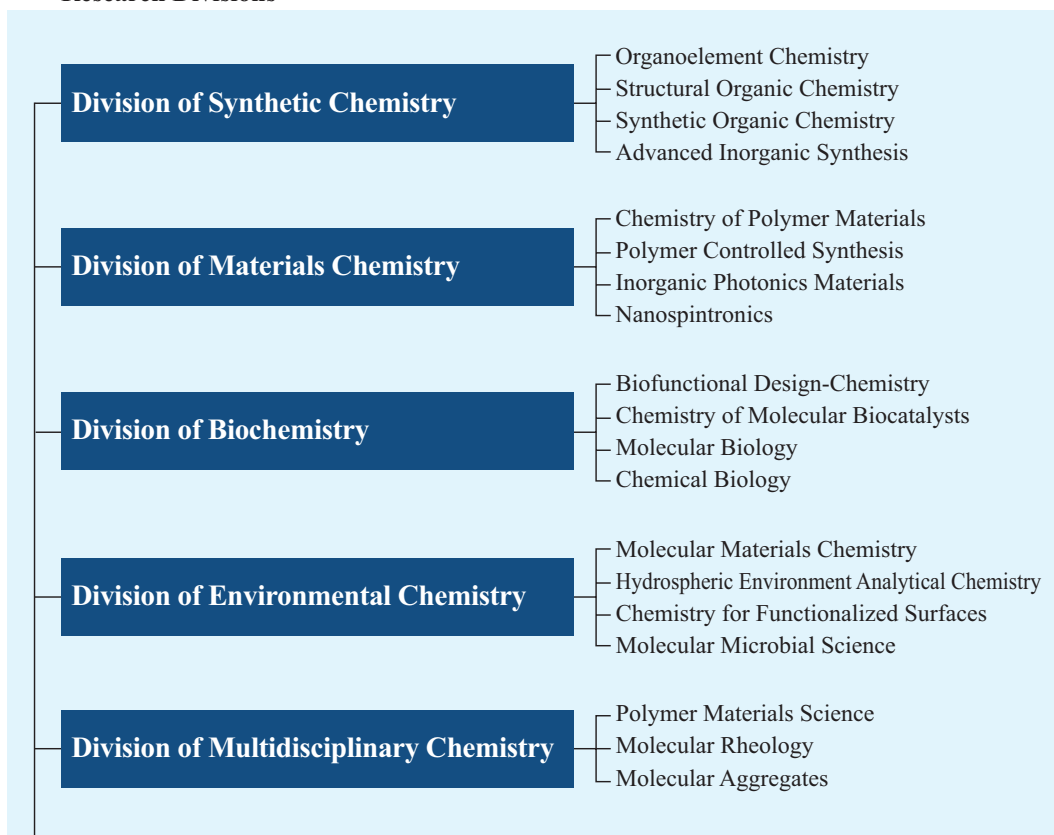 Research Divisions
Division of Synthetic Chemistry
Organoelement Chemistry
Structural Organic Chemistry
Synthetic Organic Chemistry
Advanced Inorganic Synthesis
Division of Materials Chemistry
Chemistry of Polymer Materials
Polymer Controlled Synthesis
Inorganic Photonics Materials
Nanospintronics
Division of Biochemistry
Biofunctional Design-Chemistry
Chemistry of Molecular Biocatalysts
Molecular Biology
Chemical Biology
Division of Environmental Chemistry
Molecular Materials Chemistry
Hydrospheric Environment Analytical Chemistry
Chemistry for Functionalized Surfaces
Molecular Microbial Science
Division of Multidisciplinary Chemistry
Polymer Materials Science
Molecular Rheology
Molecular Aggregates